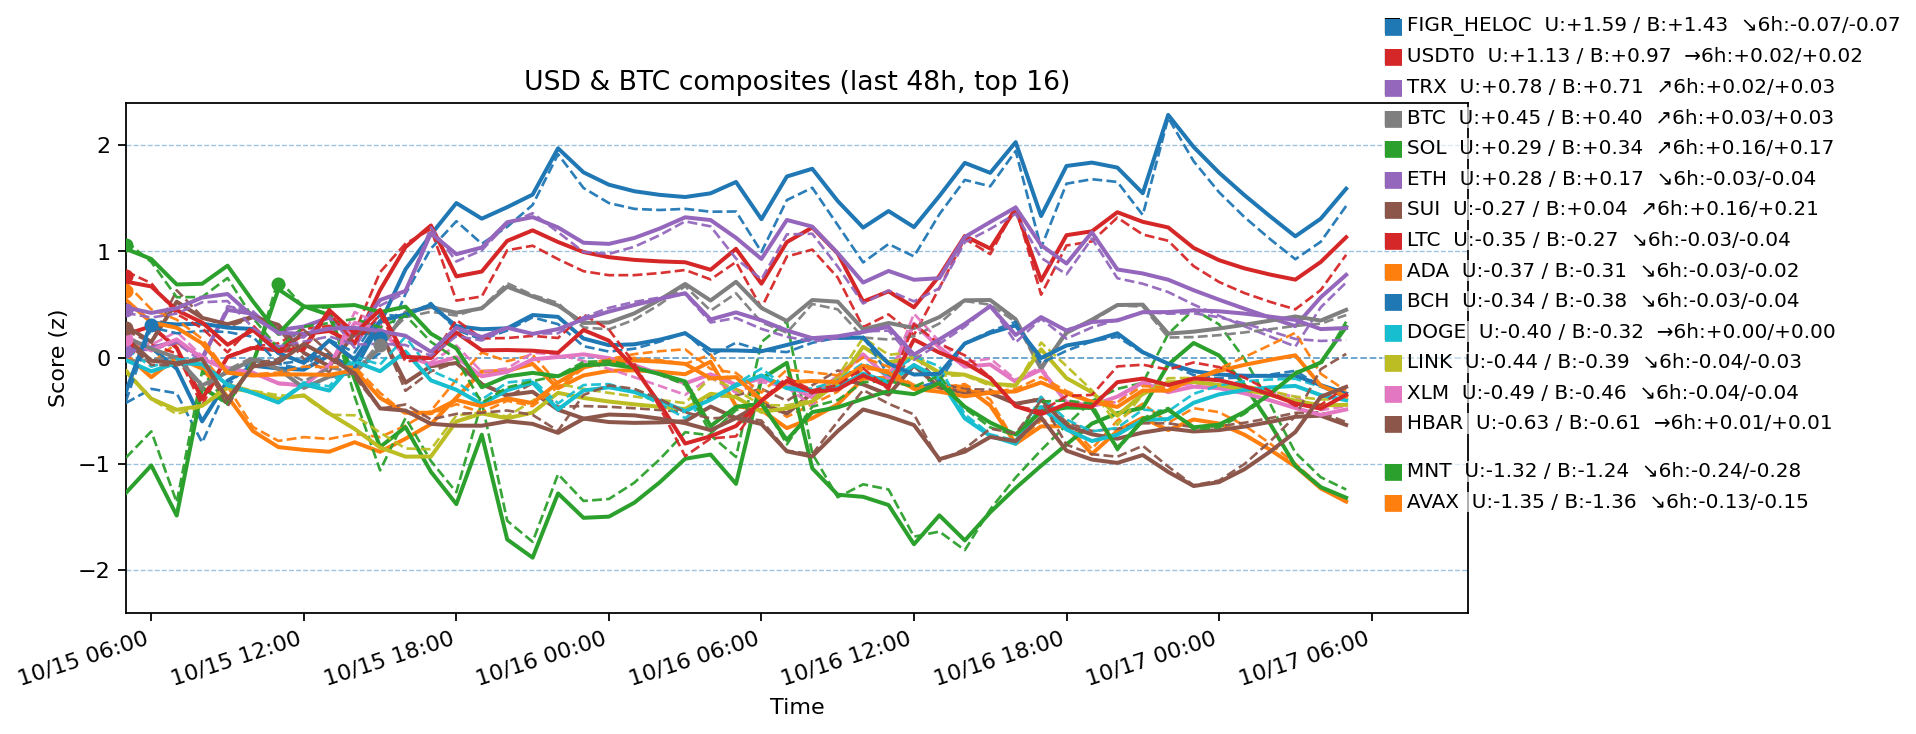 FIGR_HELOC  U:+1.59 / B:+1.43  ↘6h:-0.07/-0.07
USDT0  U:+1.13 / B:+0.97  →6h:+0.02/+0.02
USD & BTC composites (last 48h, top 16)
TRX  U:+0.78 / B:+0.71  ↗6h:+0.02/+0.03
BTC  U:+0.45 / B:+0.40  ↗6h:+0.03/+0.03
SOL  U:+0.29 / B:+0.34  ↗6h:+0.16/+0.17
ETH  U:+0.28 / B:+0.17  ↘6h:-0.03/-0.04
SUI  U:-0.27 / B:+0.04  ↗6h:+0.16/+0.21
LTC  U:-0.35 / B:-0.27  ↘6h:-0.03/-0.04
ADA  U:-0.37 / B:-0.31  ↘6h:-0.03/-0.02
BCH  U:-0.34 / B:-0.38  ↘6h:-0.03/-0.04
DOGE  U:-0.40 / B:-0.32  →6h:+0.00/+0.00
LINK  U:-0.44 / B:-0.39  ↘6h:-0.04/-0.03
XLM  U:-0.49 / B:-0.46  ↘6h:-0.04/-0.04
HBAR  U:-0.63 / B:-0.61  →6h:+0.01/+0.01
MNT  U:-1.32 / B:-1.24  ↘6h:-0.24/-0.28
AVAX  U:-1.35 / B:-1.36  ↘6h:-0.13/-0.15
Score (z)
2
1
0
−1
−2
10/15 06:00
10/15 12:00
10/15 18:00
10/16 00:00
10/16 06:00
10/16 12:00
10/16 18:00
10/17 00:00
10/17 06:00
Time